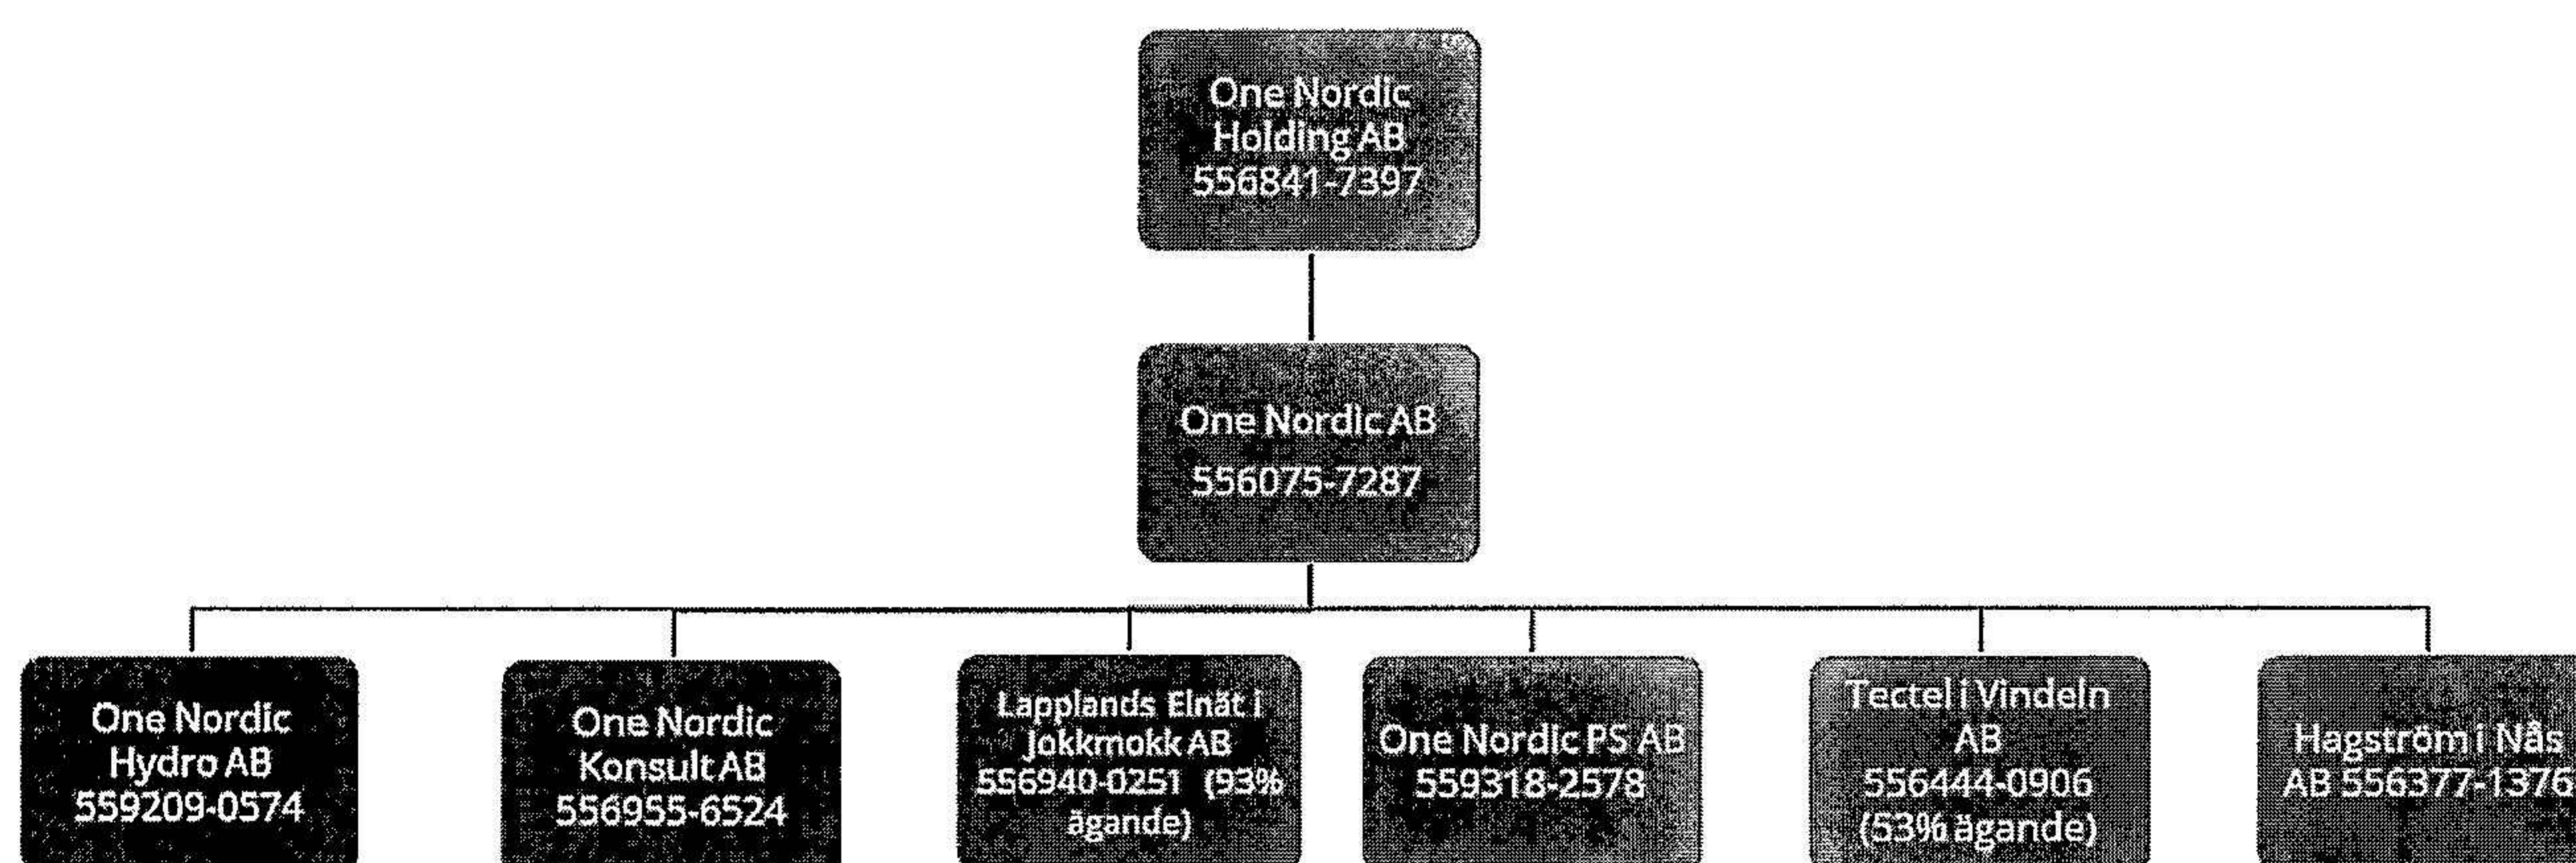 One Nordic
Holding AB
556841-7397
One Nordic AB
556075-7287
One Nordic
Hydro AB
559209-0574
One Nordic
Konsult AB
556955-6524
Lapplands Elnät i
Jokkmokk AB
556940-0251 (93%
ägande)
One Nordic PS AB
559318-2578
Tectel i Vindeln
AB
556444-0906
(53% ägande)
Hagström i Nås
AB 556377-1376